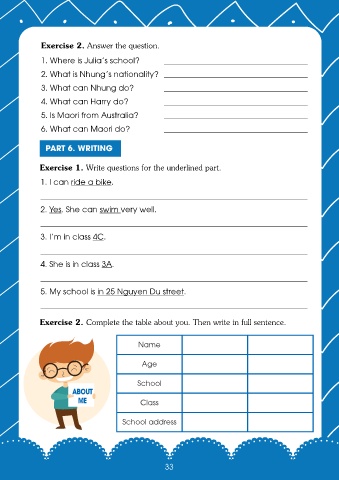 Exercise 2. Answer the question.
1. Where is Julia's school?
2. What is Nhung's nationality?
3. What can Nhung do?
4. What can Harry do?
5. Is Maori from Australia?
6. What can Maori do?
PART 6. WRITING
Exercise 1. Write questions for the underlined part.
1. I can ride a bike.
2. Yes. She can swim very well.
3. I'm in class 4C.
4. She is in class 3A.
5. My school is in 25 Nguyen Du street.
Exercise 2. Complete the table about you. Then write in full sentence.
ABOUT
ME
Name
Age
School
Class
School address
33